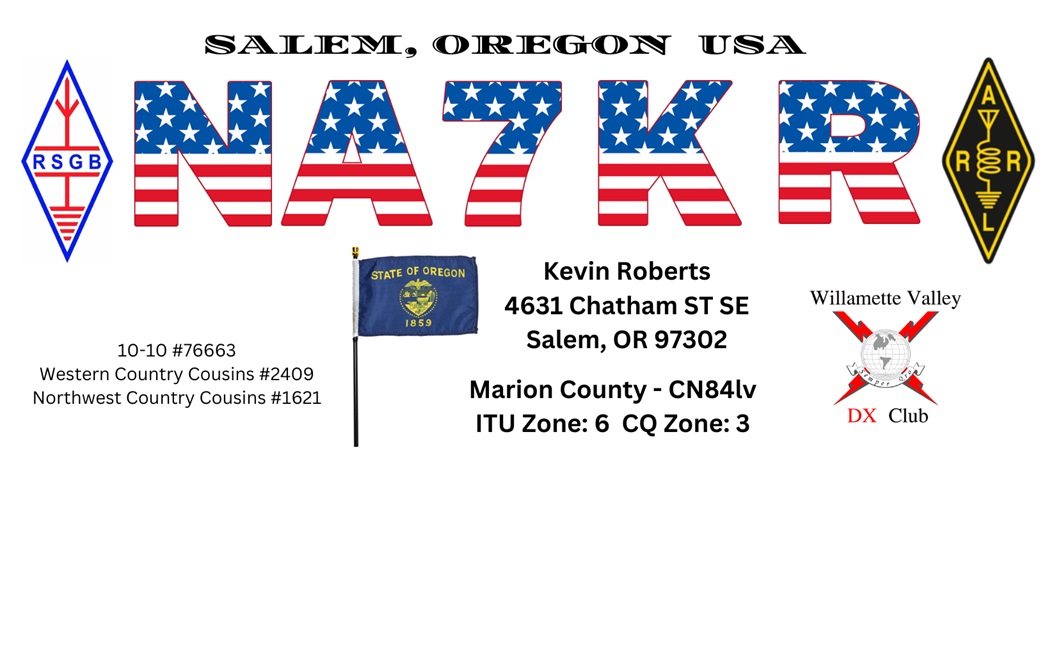 SALEM, OREGON USA
NA7KR
RSGB
A
R R
L
STATE OF OREGON
1859
Kevin Roberts
4631 Chatham ST SE
Salem, OR 97302
Marion County - CN84lv
ITU Zone: 6 CQ Zone: 3
10-10 #76663
Western Country Cousins #2409
Northwest Country Cousins #1621
Willamette Valley
Semper Dis
DX Club